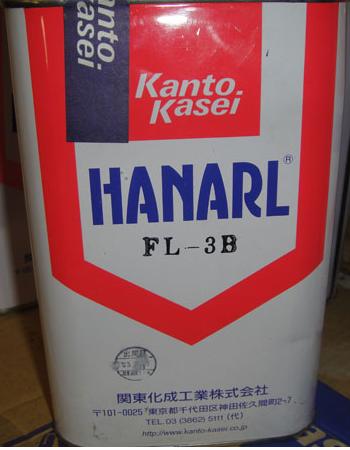 Kanto.
Kasei
Kanto.
Kasei
HANARL®
FL-3B
関東化成工業株式会社
〒101-0025 東京都千代田区神田佐久間町2-7
TEL.03 (3862) 5111 (代)
http://www.kanto-kasei.co.jp